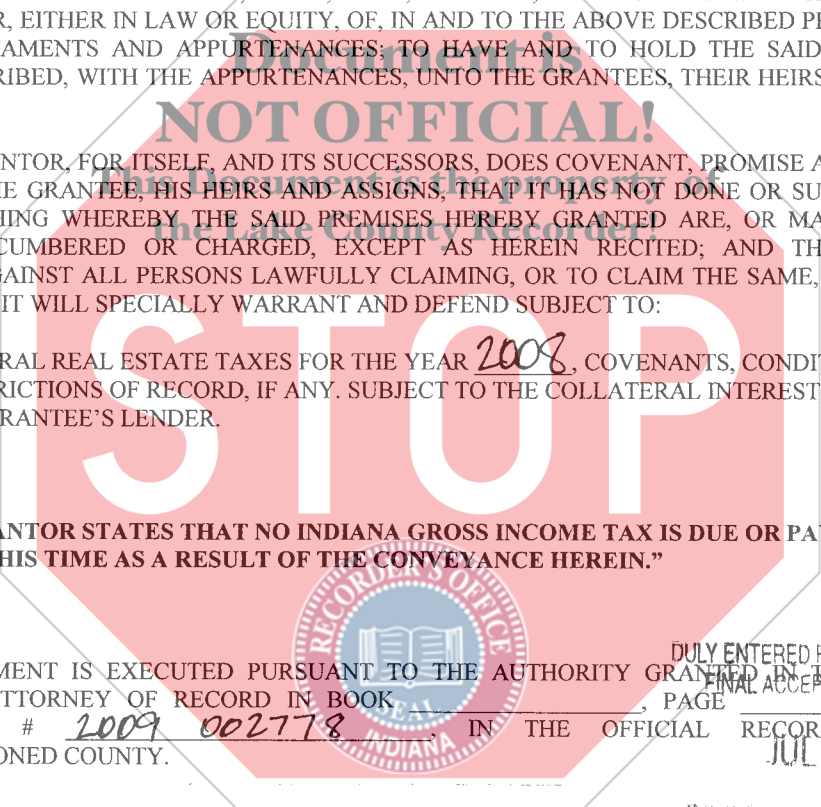 R, EITHER IN LAW OR EQUITY, OF, IN AND TO THE ABOVE DESCRIBED PE
AMENTS AND APPURTENANCES; TO HAVE AND TO HOLD THE SAID
Document is
RIBED, WITH THE APPURTENANCES, UNTO THE GRANTEES, THEIR HEIRS
NOT OFFICIAL!
NTOR, FOR ITSELF, AND ITS SUCCESSORS, DOES COVENANT, PROMISE A
This Document is the property of
E GRANTEE, HIS HEIRS AND ASSIGNS, THAT IT HAS NOT DONE OR SU
HING WHEREBY THE SAID PREMISES HEREBY GRANTED ARE, OR MA
the Lake County Recorder!
CUMBERED OR CHARGED, EXCEPT AS HEREIN RECITED; AND TH
GAINST ALL PERSONS LAWFULLY CLAIMING, OR TO CLAIM THE SAME,
IT WILL SPECIALLY WARRANT AND DEFEND SUBJECT TO:
STOP
RAL REAL ESTATE TAXES FOR THE YEAR 2008, COVENANTS, CONDIT
RICTIONS OF RECORD, IF ANY. SUBJECT TO THE COLLATERAL INTEREST
RANTEE'S LENDER.
ANTOR STATES THAT NO INDIANA GROSS INCOME TAX IS DUE OR PA
HIS TIME AS A RESULT OF THE CONVEYANCE HEREIN."
RECORDER'S OFFICE
SEAL
INDIANA
DULY ENTERED
MENT IS EXECUTED PURSUANT TO THE AUTHORITY GRANTED IN T
FINAL ACCEP
TTORNEY OF RECORD IN BOOK ____, PAGE ____
# 2009 002778, IN THE OFFICIAL RECOR
ONED COUNTY.
JUL